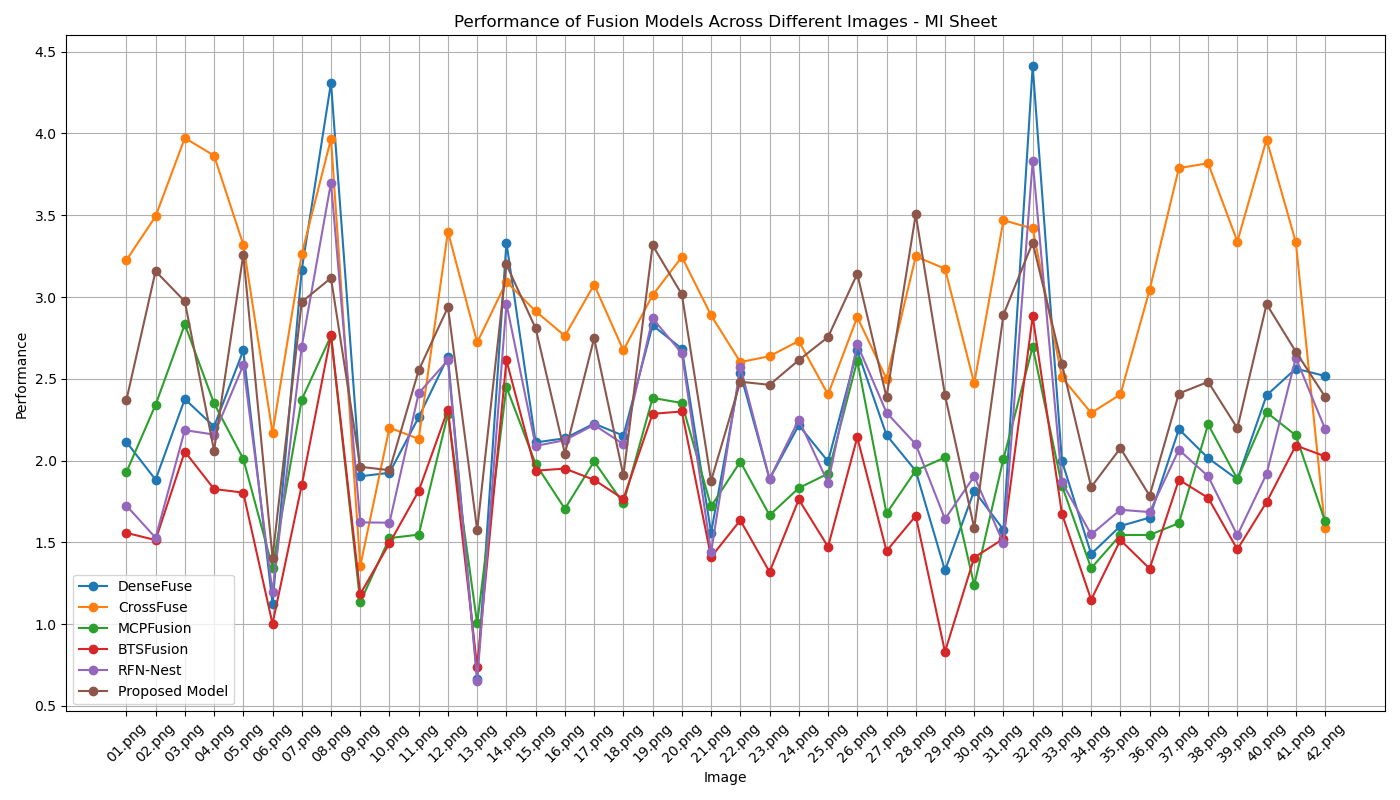 Performance of Fusion Models Across Different Images - MI Sheet
Performance
4.5
4.0
3.5
3.0
2.5
2.0
1.5
1.0
0.5
DenseFuse
CrossFuse
MCPFusion
BTSFusion
RFN-Nest
Proposed Model
01.png
02.png
03.png
04.png
05.png
06.png
07.png
08.png
09.png
10.png
11.png
12.png
13.png
14.png
15.png
16.png
17.png
18.png
19.png
20.png
21.png
22.png
23.png
24.png
25.png
26.png
27.png
28.png
29.png
30.png
31.png
32.png
33.png
34.png
35.png
36.png
37.png
38.png
39.png
40.png
41.png
42.png
Image